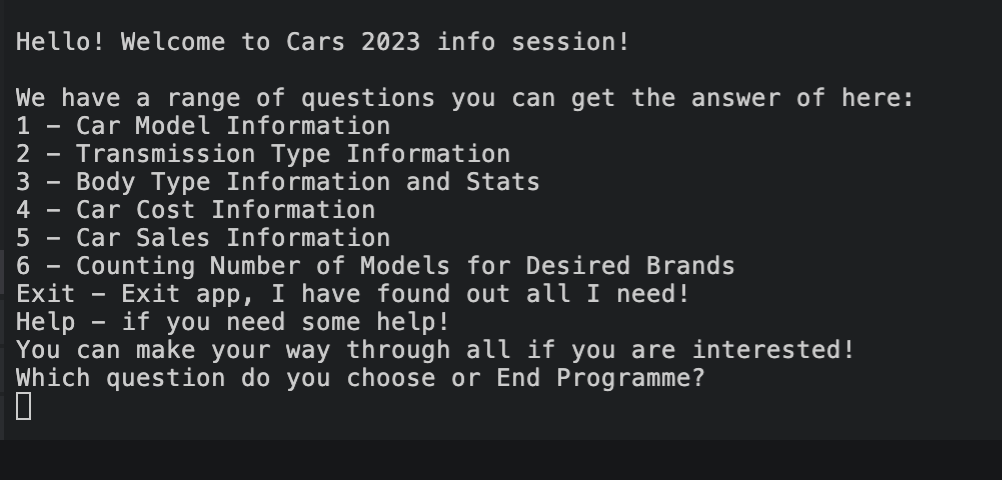 Hello! Welcome to Cars 2023 info session!
We have a range of questions you can get the answer of here:
1 – Car Model Information
2 – Transmission Type Information
3 – Body Type Information and Stats
4 – Car Cost Information
5 – Car Sales Information
6 – Counting Number of Models for Desired Brands
Exit – Exit app, I have found out all I need!
Help – if you need some help!
You can make your way through all if you are interested!
Which question do you choose or End Programme?